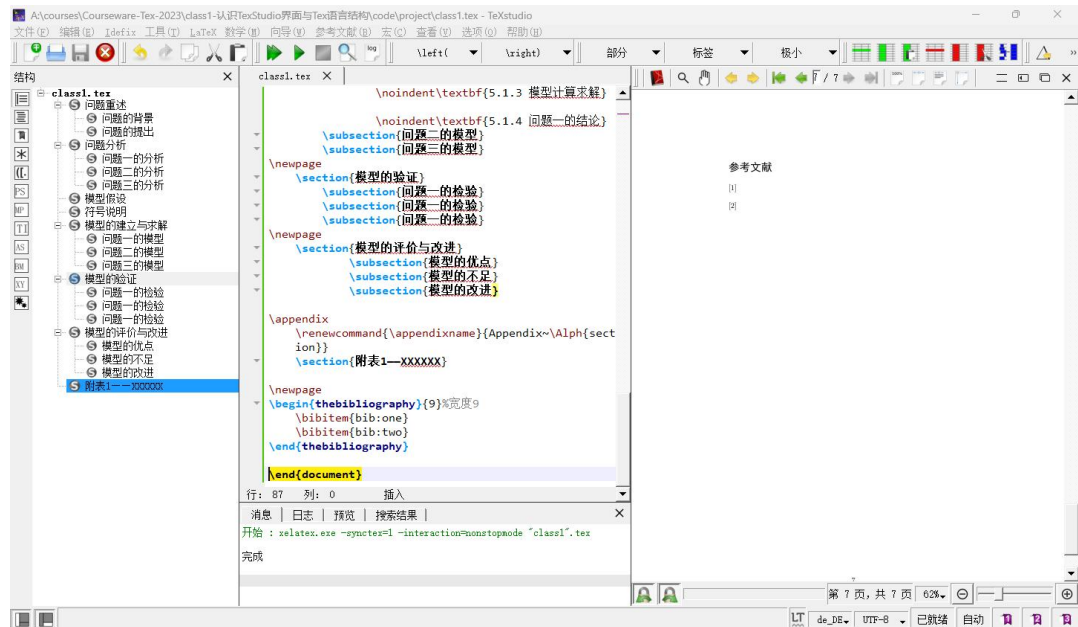 A:\courses\Courseware-Tex-2023\class1-认识TexStudio界面与Tex语言结构\code\project\class1.tex - TeXstudio
文件(F) 编辑(E) Idefix 工具(T) LaTeX 数学(M) 向导(W) 参考文献(B) 宏(C) 查看(V) 选项(O) 帮助(H)
log \left( \right) 部分 标签 极小 7 / 7 »
结构
class1.tex
class1.tex
问题重述
问题的背景
问题的提出
问题分析
问题一的分析
问题二的分析
问题三的分析
模型假设
符号说明
模型的建立与求解
问题一的模型
问题二的模型
问题三的模型
模型的验证
问题一的检验
问题一的检验
问题一的检验
模型的评价与改进
模型的优点
模型的不足
模型的改进
附表1——XXXXXX
PS
MP
TI
AS
BM
XY
\noindent\textbf{5.1.3 模型计算求解}
\noindent\textbf{5.1.4 问题一的结论}
\subsection{问题二的模型}
\subsection{问题三的模型}
\newpage
\section{模型的验证}
\subsection{问题一的检验}
\subsection{问题一的检验}
\subsection{问题一的检验}
\newpage
\section{模型的评价与改进}
\subsection{模型的优点}
\subsection{模型的不足}
\subsection{模型的改进}
\appendix
\renewcommand{\appendixname}{Appendix~\Alph{sect
ion}}
\section{附表1——XXXXXX}
\newpage
\begin{thebibliography}{9}%宽度9
\bibitem{bib:one}
\bibitem{bib:two}
\end{thebibliography}
\end{document}
行: 87 列: 0 插入
消息 日志 预览 搜索结果
开始 : xelatex.exe -synctex=1 -interaction=nonstopmode "class1".tex
完成
参考文献
[1]
[2]
第 7 页，共 7 页 62%
LT de_DE UTF-8 已就绪 自动 1 2 3